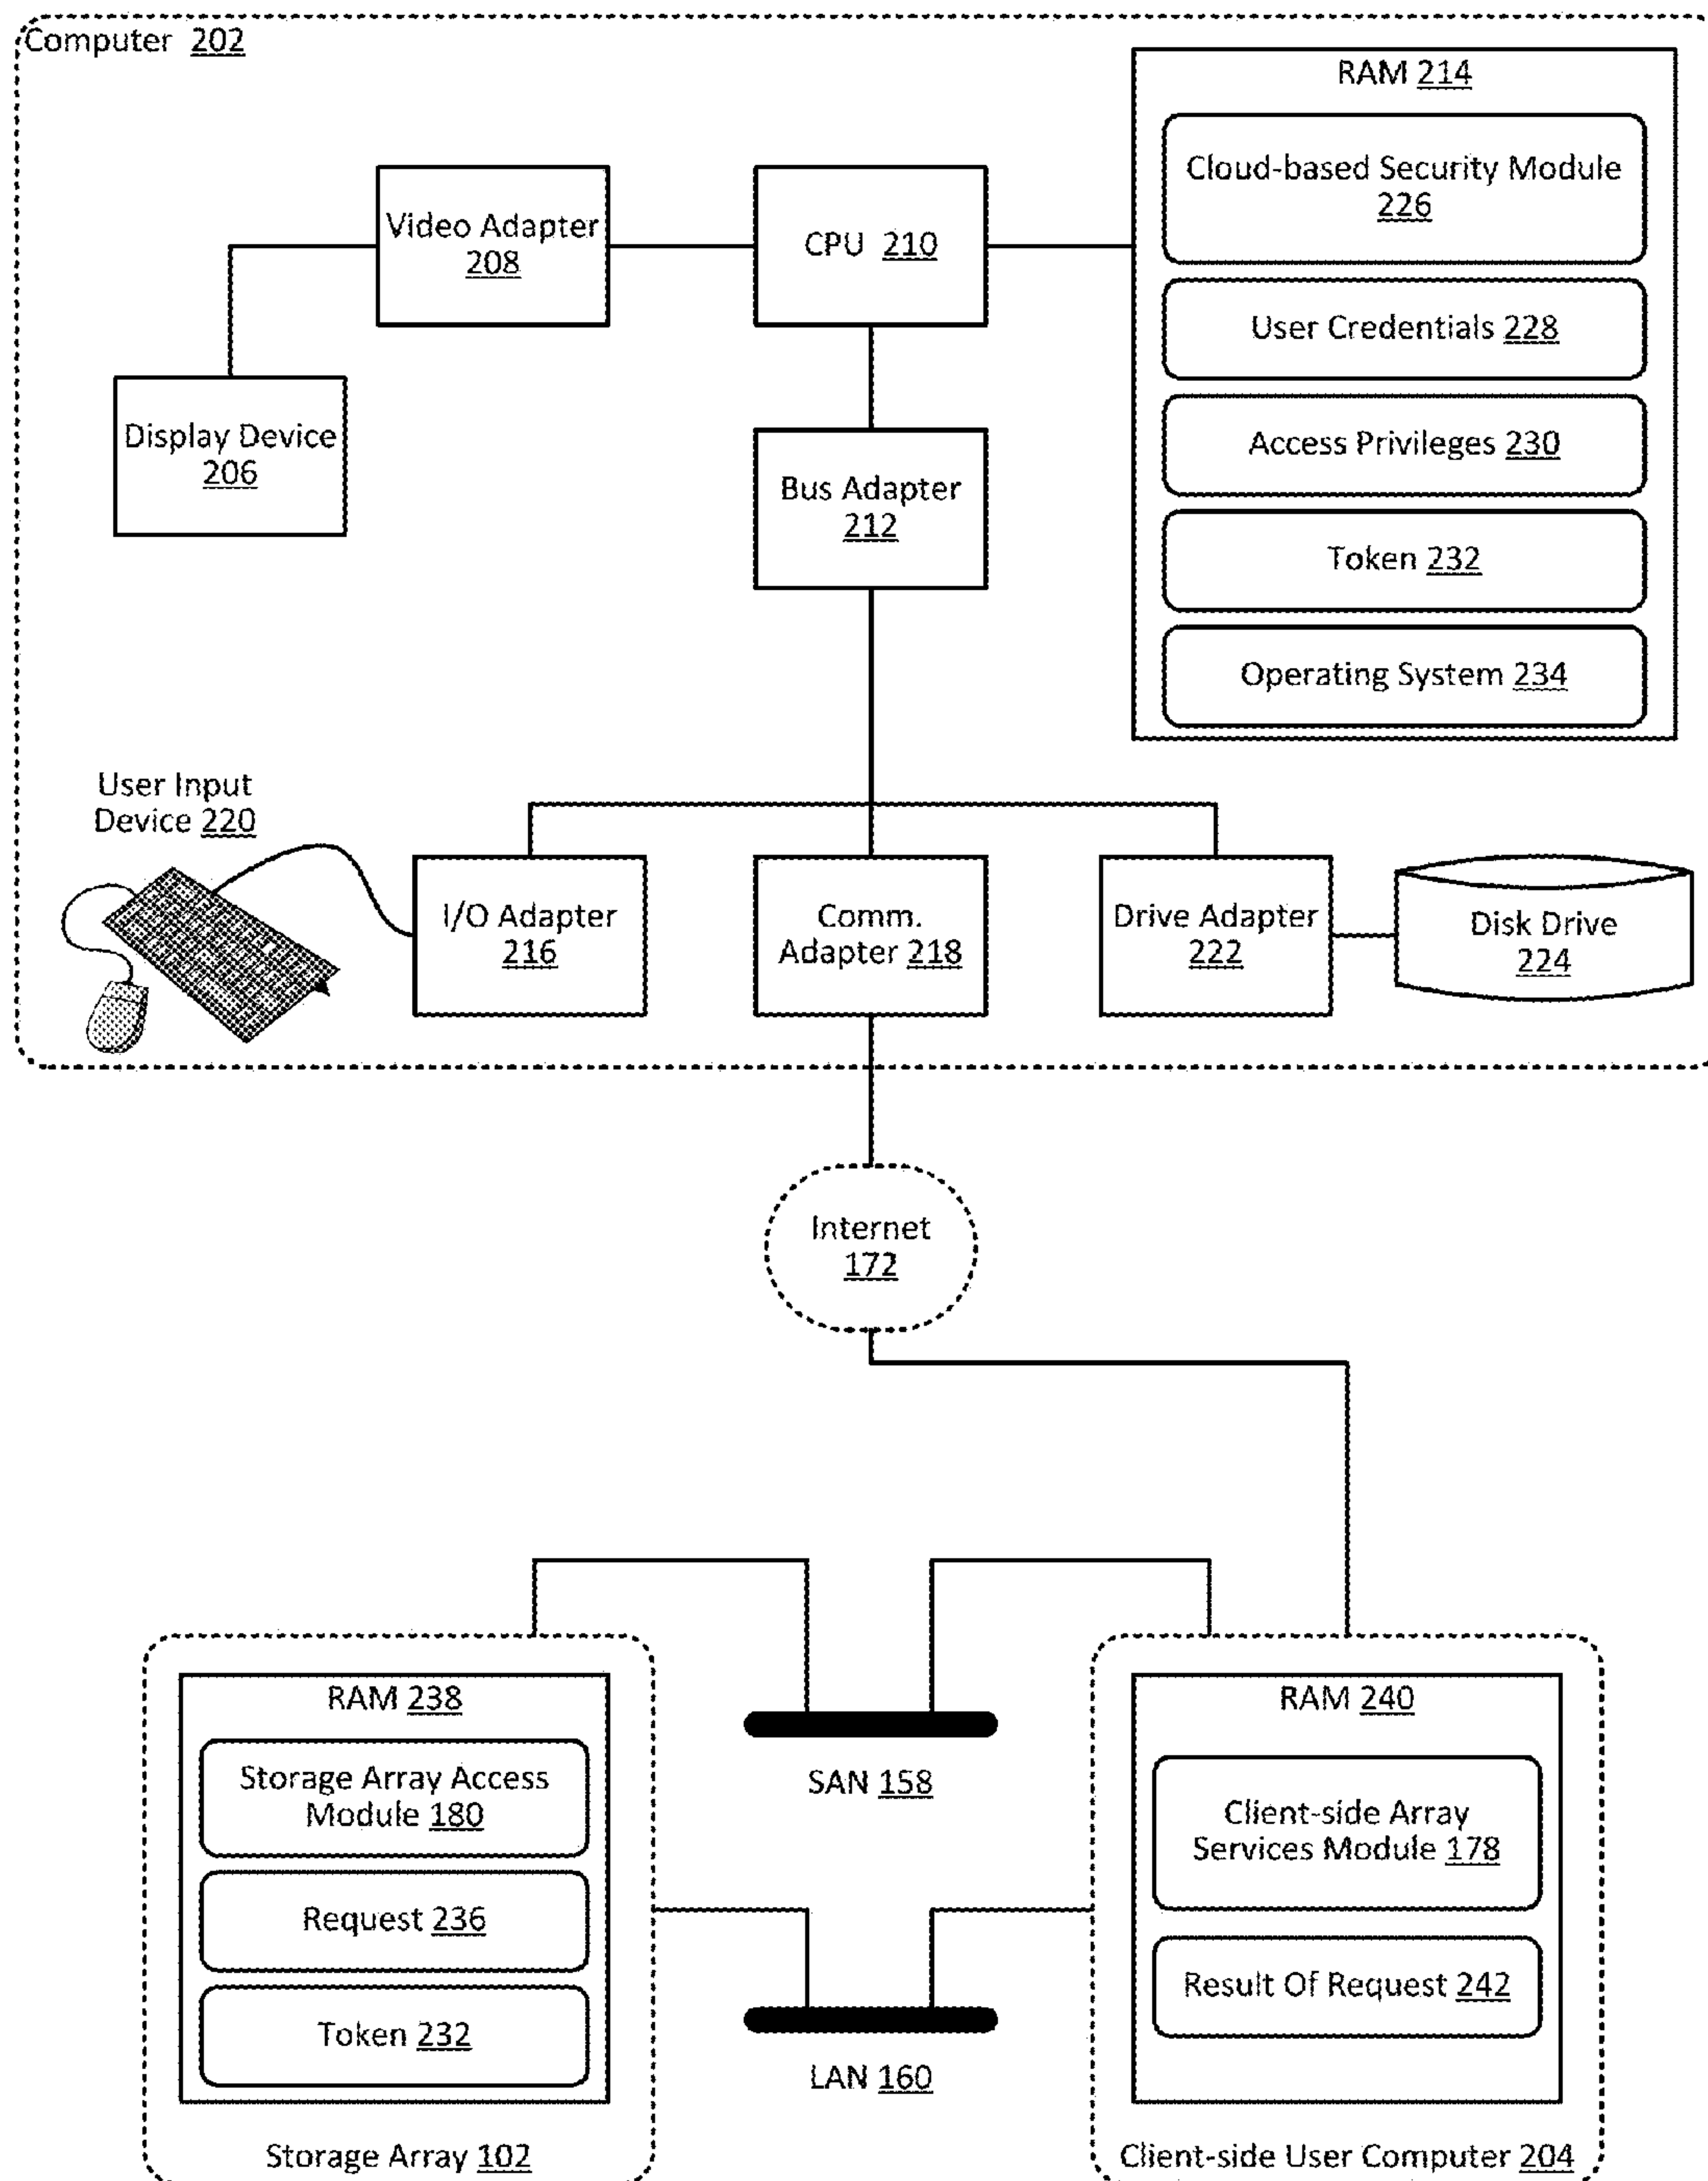 Computer 202
RAM 214
Cloud-based Security Module
226
Video Adapter
208
CPU 210
User Credentials 228
Display Device
206
Access Privileges 230
Bus Adapter
212
Token 232
Operating System 234
User Input
Device 220
I/O Adapter
216
Comm.
Adapter 218
Drive Adapter
222
Disk Drive
224
Internet
172
RAM 238
Storage Array Access
Module 180
Request 236
Token 232
Storage Array 102
SAN 158
LAN 160
RAM 240
Client-side Array
Services Module 178
Result Of Request 242
Client-side User Computer 204